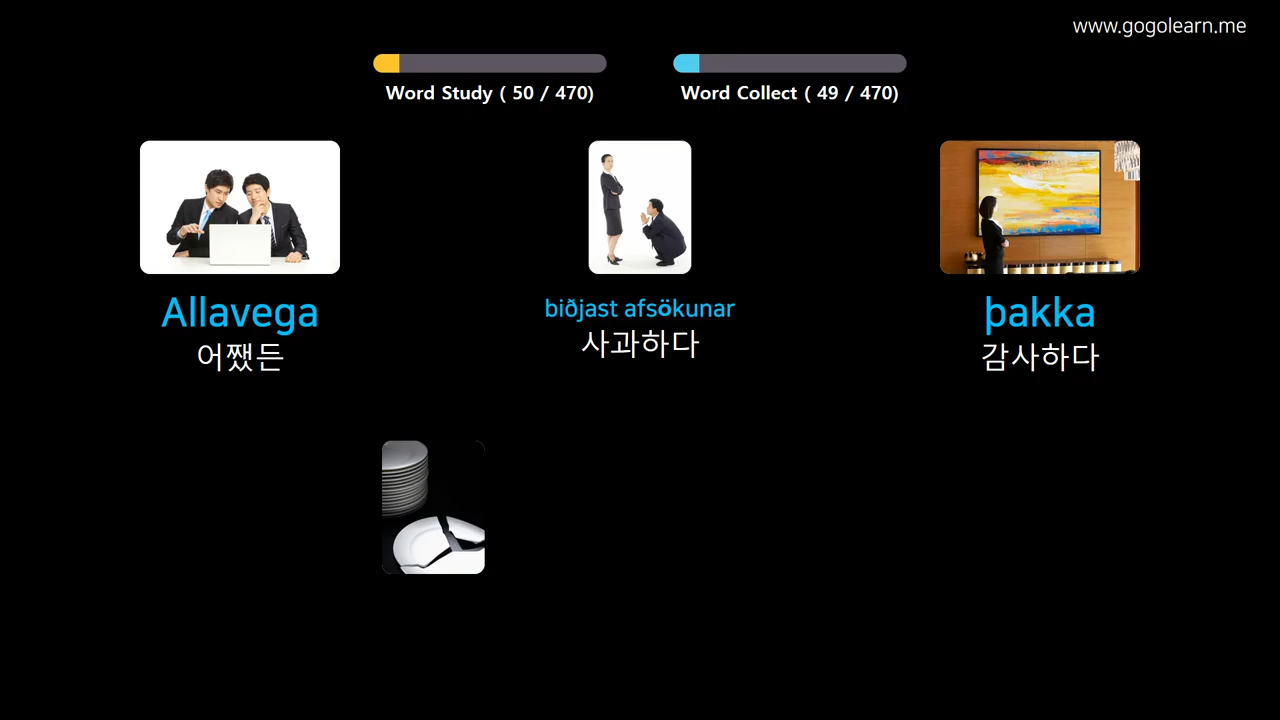 www.gogolearn.me
Word Study ( 50 / 470)
Word Collect ( 49 / 470)
Allavega
어쨌든
biðjast afsökunar
사과하다
þakka
감사하다